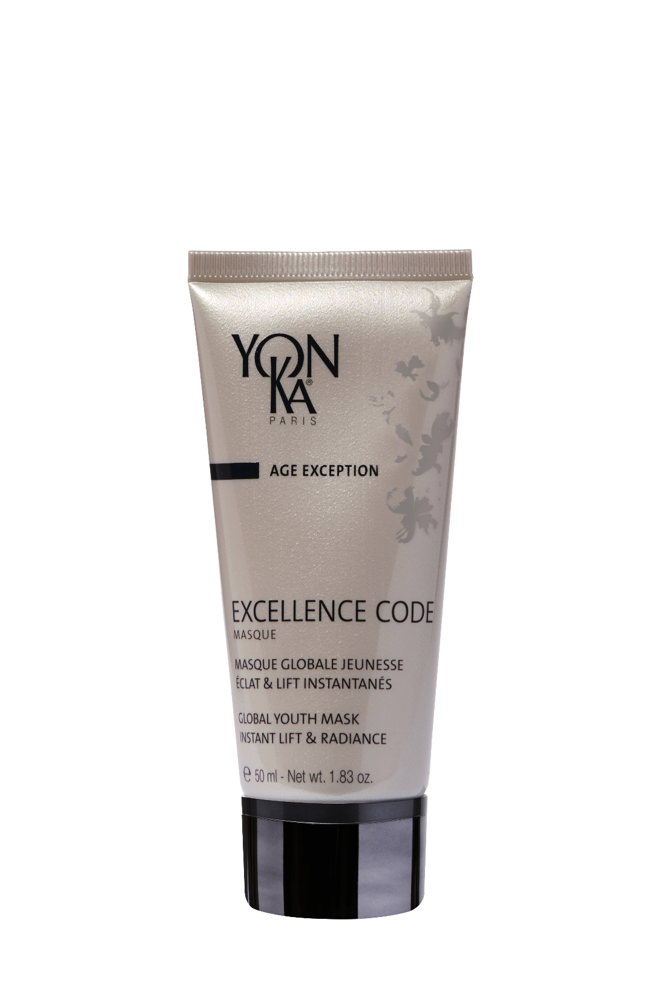 YON
KA®
PARIS
AGE EXCEPTION
EXCELLENCE CODE
MASQUE
MASQUE GLOBALE JEUNESSE
ÉCLAT & LIFT INSTANTANÉS
GLOBAL YOUTH MASK
INSTANT LIFT & RADIANCE
℮ 50 ml - Net wt. 1.83 oz.